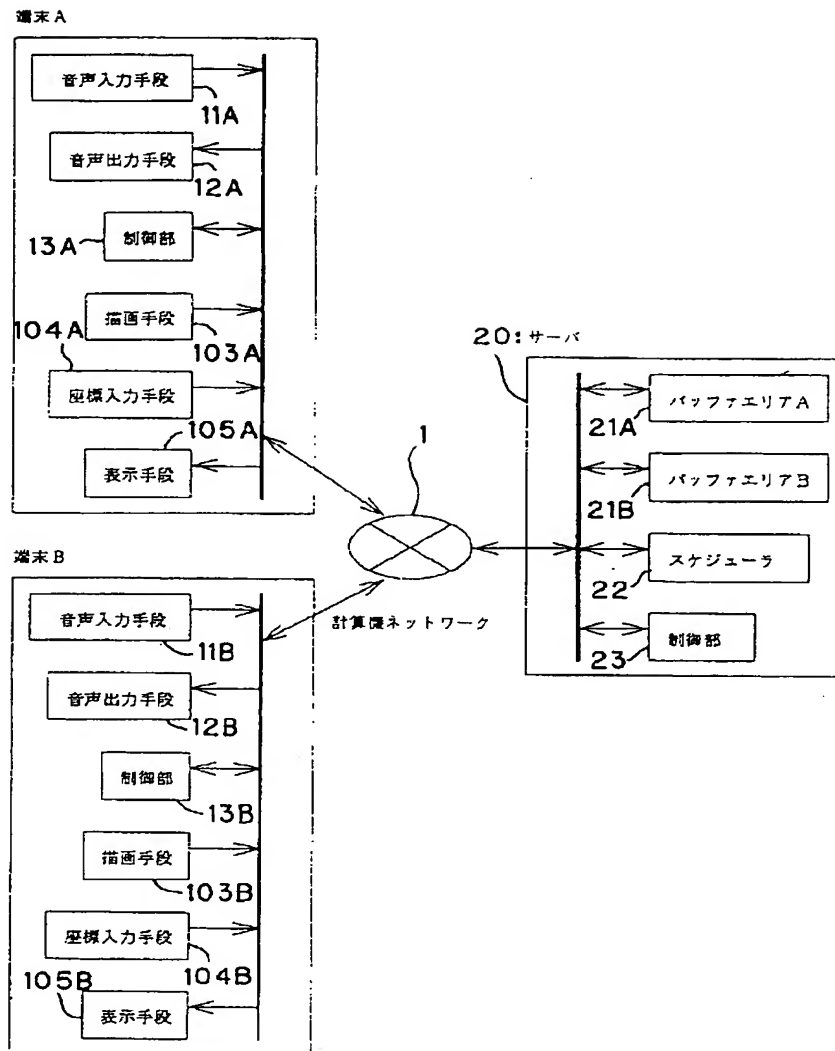 端末A
音声入力手段
11A
音声出力手段
12A
制御部
13A
描画手段
103A
104A
座標入力手段
105A
表示手段
端末B
音声入力手段
11B
音声出力手段
12B
制御部
13B
描画手段
103B
座標入力手段
104B
105B
表示手段
1
計算機ネットワーク
20:サーバ
バッファエリアA
21A
バッファエリアB
21B
スケジューラ
22
制御部
23